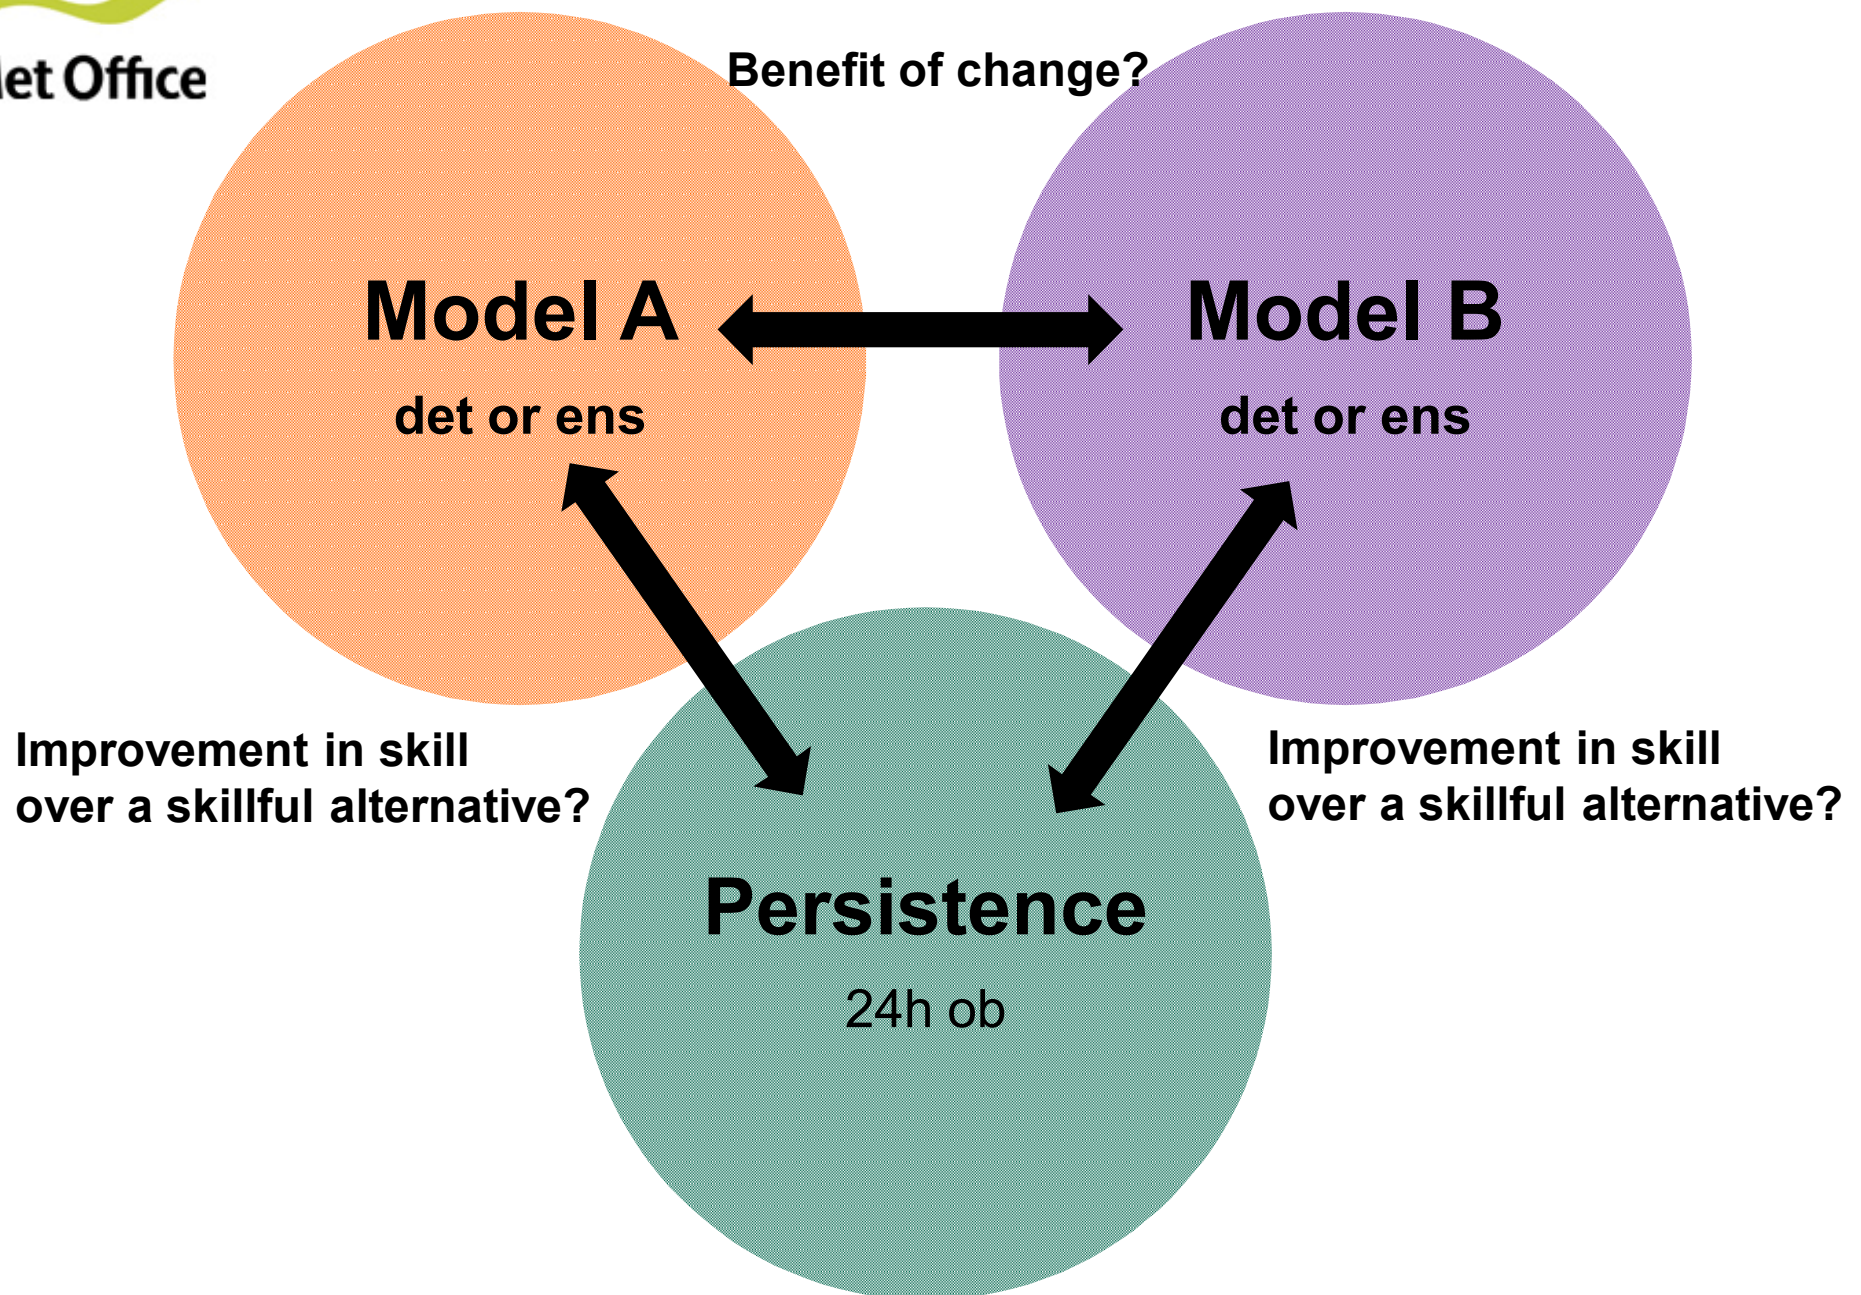 Met Office
Benefit of change?
Model A
Model B
det or ens
det or ens
Improvement in skill
over a skillful alternative?
Improvement in skill
over a skillful alternative?
Persistence
24h ob